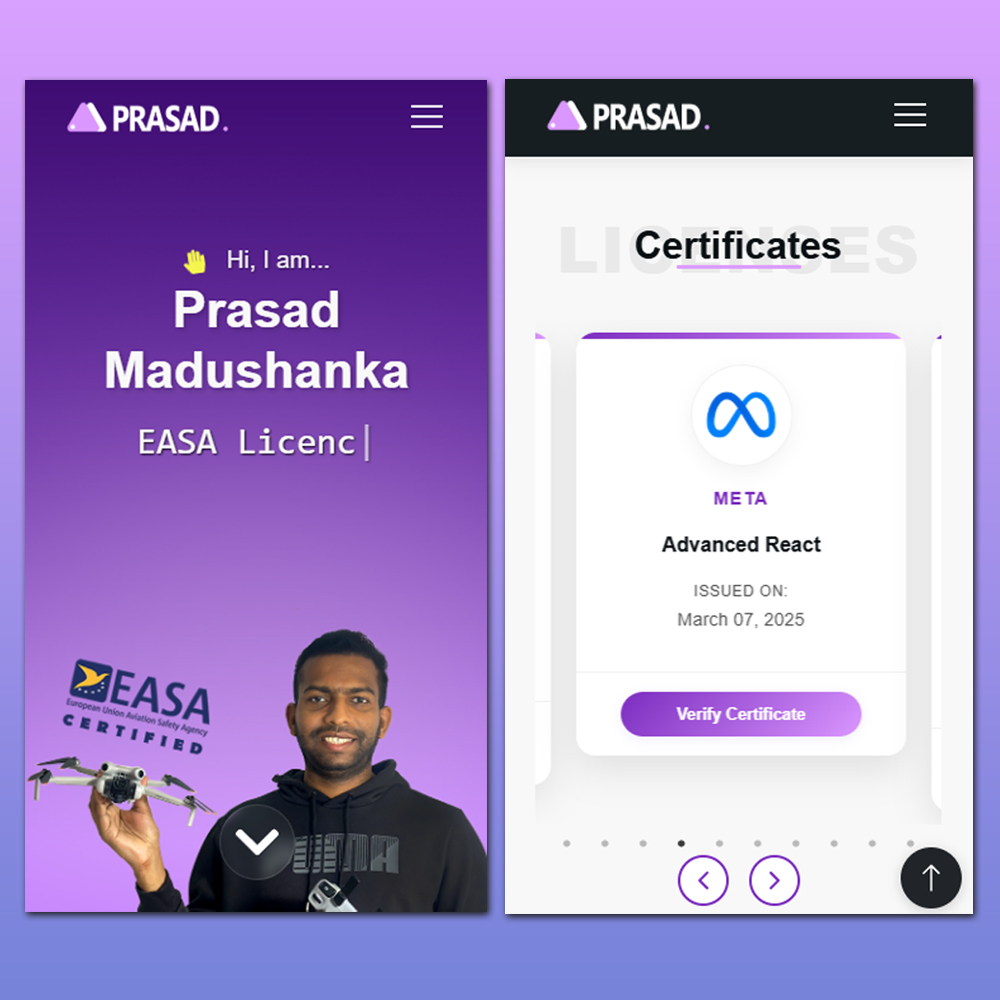 PRASAD.
Hi, I am...
Prasad
Madushanka
EASA Licenc
EASA
European Union Aviation Safety Agency
CERTIFIED
PUMA
PRASAD.
LICENSES
Certificates
META
Advanced React
ISSUED ON:
March 07, 2025
Verify Certificate